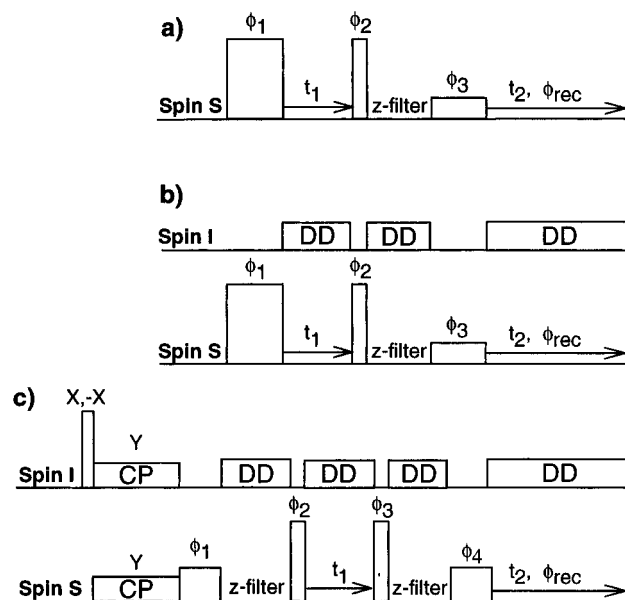 a)
ϕ1 ϕ2
Spin S t1 z-filter ϕ3 t2, ϕrec
b)
Spin I DD DD DD
ϕ1 ϕ2
Spin S t1 z-filter ϕ3 t2, ϕrec
c)
X,-X
Y
Spin I CP DD DD DD DD
ϕ2 ϕ3
Y ϕ1 ϕ4
Spin S CP z-filter t1 z-filter t2, ϕrec